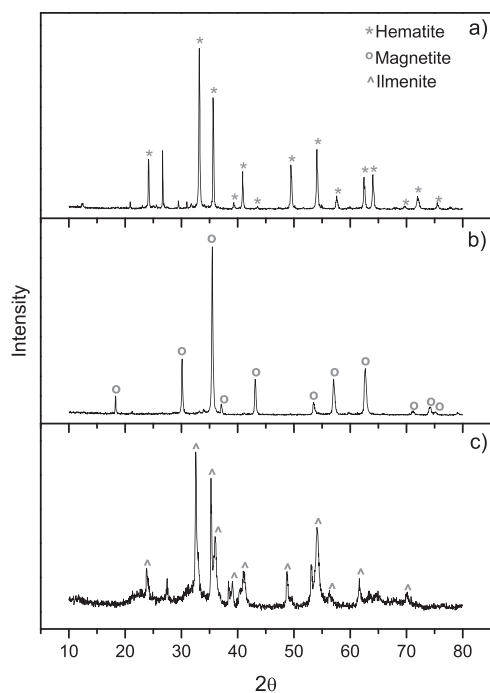 a)
* Hematite
o Magnetite
^ Ilmenite
b)
c)
Intensity
10 20 30 40 50 60 70 80
2θ